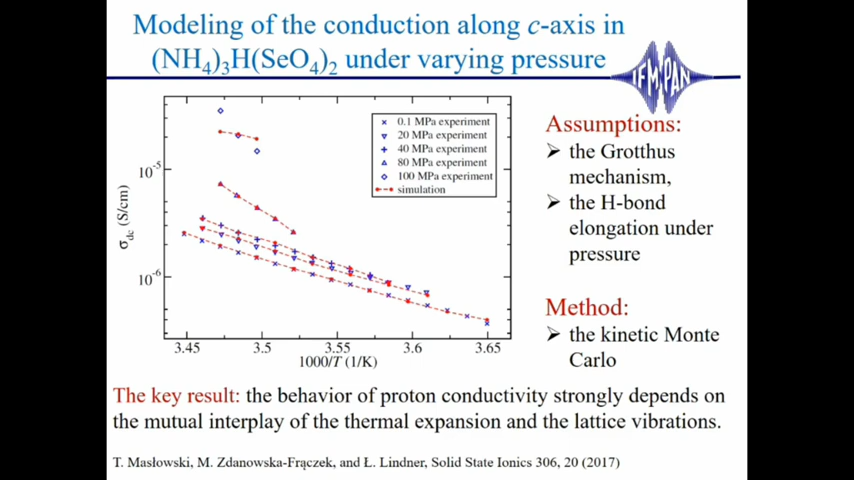 Modeling of the conduction along c-axis in
(NH4)3H(SeO4)2 under varying pressure
IFM PAN
Assumptions:
➢ the Grotthus
mechanism,
➢ the H-bond
elongation under
pressure
Method:
➢ the kinetic Monte
Carlo
0.1 MPa experiment
20 MPa experiment
40 MPa experiment
80 MPa experiment
100 MPa experiment
simulation
σdc (S/cm)
10-5
10-6
3.45 3.5 3.55 3.6 3.65
1000/T (1/K)
The key result: the behavior of proton conductivity strongly depends on
the mutual interplay of the thermal expansion and the lattice vibrations.
T. Masłowski, M. Zdanowska-Frączek, and Ł. Lindner, Solid State Ionics 306, 20 (2017)